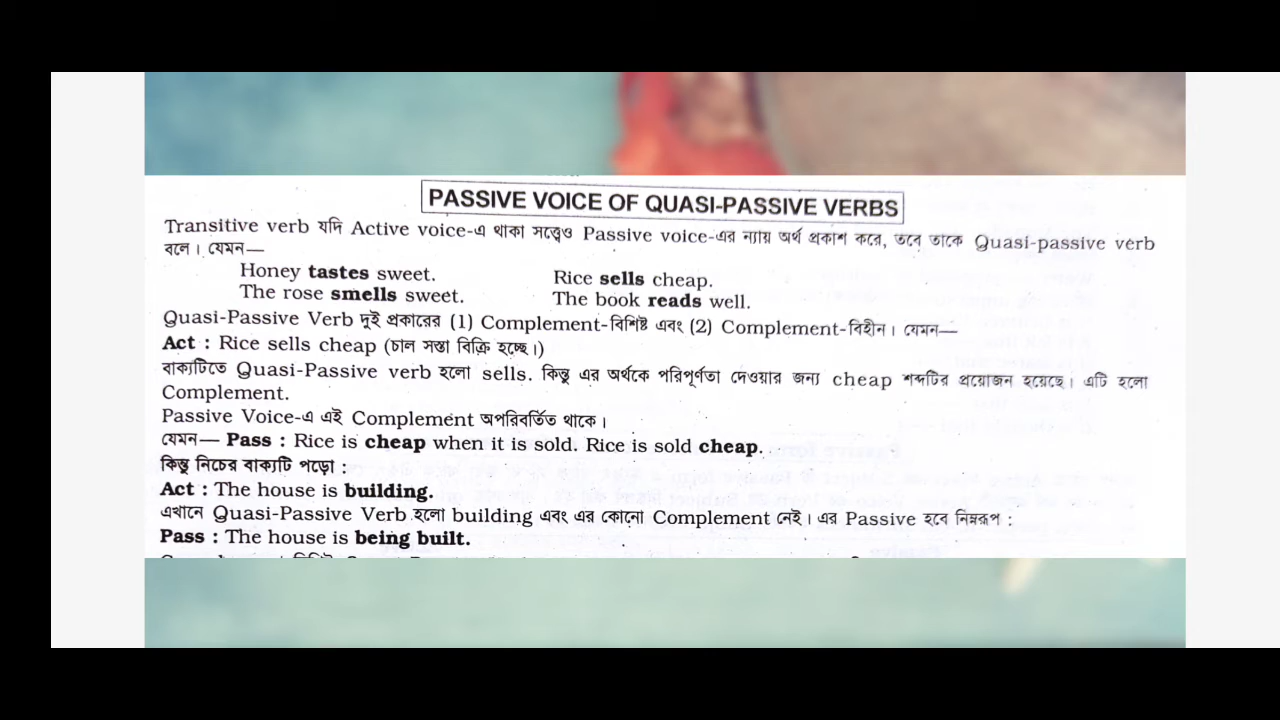 PASSIVE VOICE OF QUASI-PASSIVE VERBS
Transitive verb যদি Active voice-এ থাকা সত্ত্বেও Passive voice-এর ন্যায় অর্থ প্রকাশ করে, তবে তাকে Quasi-passive verb
বলে। যেমন—
Honey tastes sweet. Rice sells cheap.
The rose smells sweet. The book reads well.
Quasi-Passive Verb দুই প্রকারের (1) Complement-বিশিষ্ট এবং (2) Complement-বিহীন। যেমন—
Act : Rice sells cheap (চাল সস্তা বিক্রি হচ্ছে।)
বাক্যটিতে Quasi-Passive verb হলো sells. কিন্তু এর অর্থকে পরিপূর্ণতা দেওয়ার জন্য cheap শব্দটির প্রয়োজন হয়েছে। এটি হলো
Complement.
Passive Voice-এ এই Complement অপরিবর্তিত থাকে।
যেমন— Pass : Rice is cheap when it is sold. Rice is sold cheap.
কিন্তু নিচের বাক্যটি পড়ো :
Act : The house is building.
এখানে Quasi-Passive Verb হলো building এবং এর কোনো Complement নেই। এর Passive হবে নিম্নরূপ :
Pass : The house is being built.